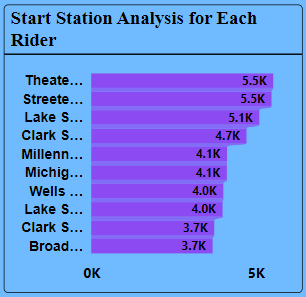 Start Station Analysis for Each
Rider
Theate... 5.5K
Streete... 5.5K
Lake S... 5.1K
Clark S... 4.7K
Millenn... 4.1K
Michig... 4.1K
Wells ... 4.0K
Lake S... 4.0K
Clark S... 3.7K
Broad... 3.7K
0K 5K